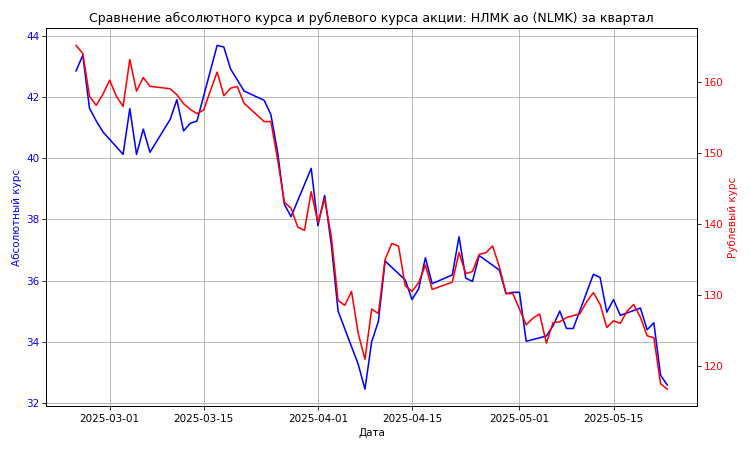 Сравнение абсолютного курса и рублевого курса акции: НЛМК ао (NLMK) за квартал
44
42
40
38
36
34
32
Абсолютный курс
160
150
140
130
120
Рублевый курс
2025-03-01 2025-03-15 2025-04-01 2025-04-15 2025-05-01 2025-05-15
Дата